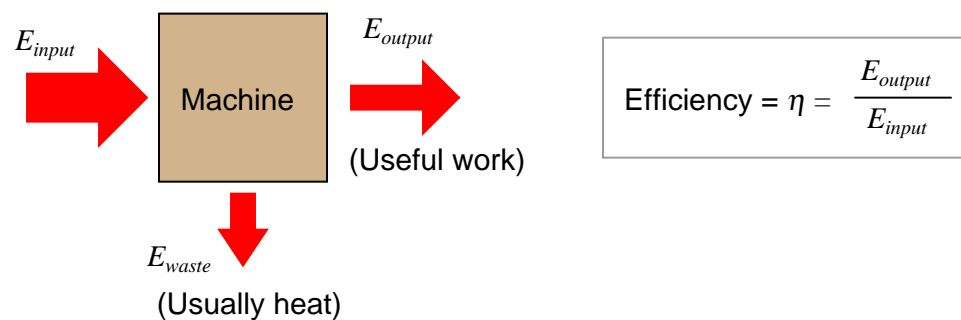 E_input
Machine
E_output
(Useful work)
E_waste
(Usually heat)
Efficiency = η = E_output
E_input